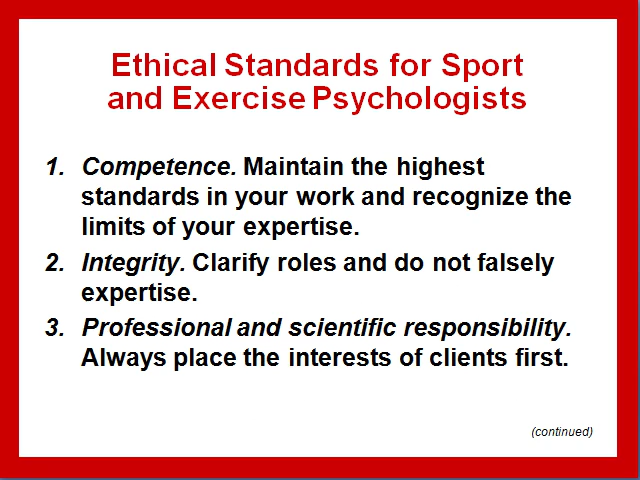 Ethical Standards for Sport
and Exercise Psychologists
1. Competence. Maintain the highest
standards in your work and recognize the
limits of your expertise.
2. Integrity. Clarify roles and do not falsely
expertise.
3. Professional and scientific responsibility.
Always place the interests of clients first.
(continued)